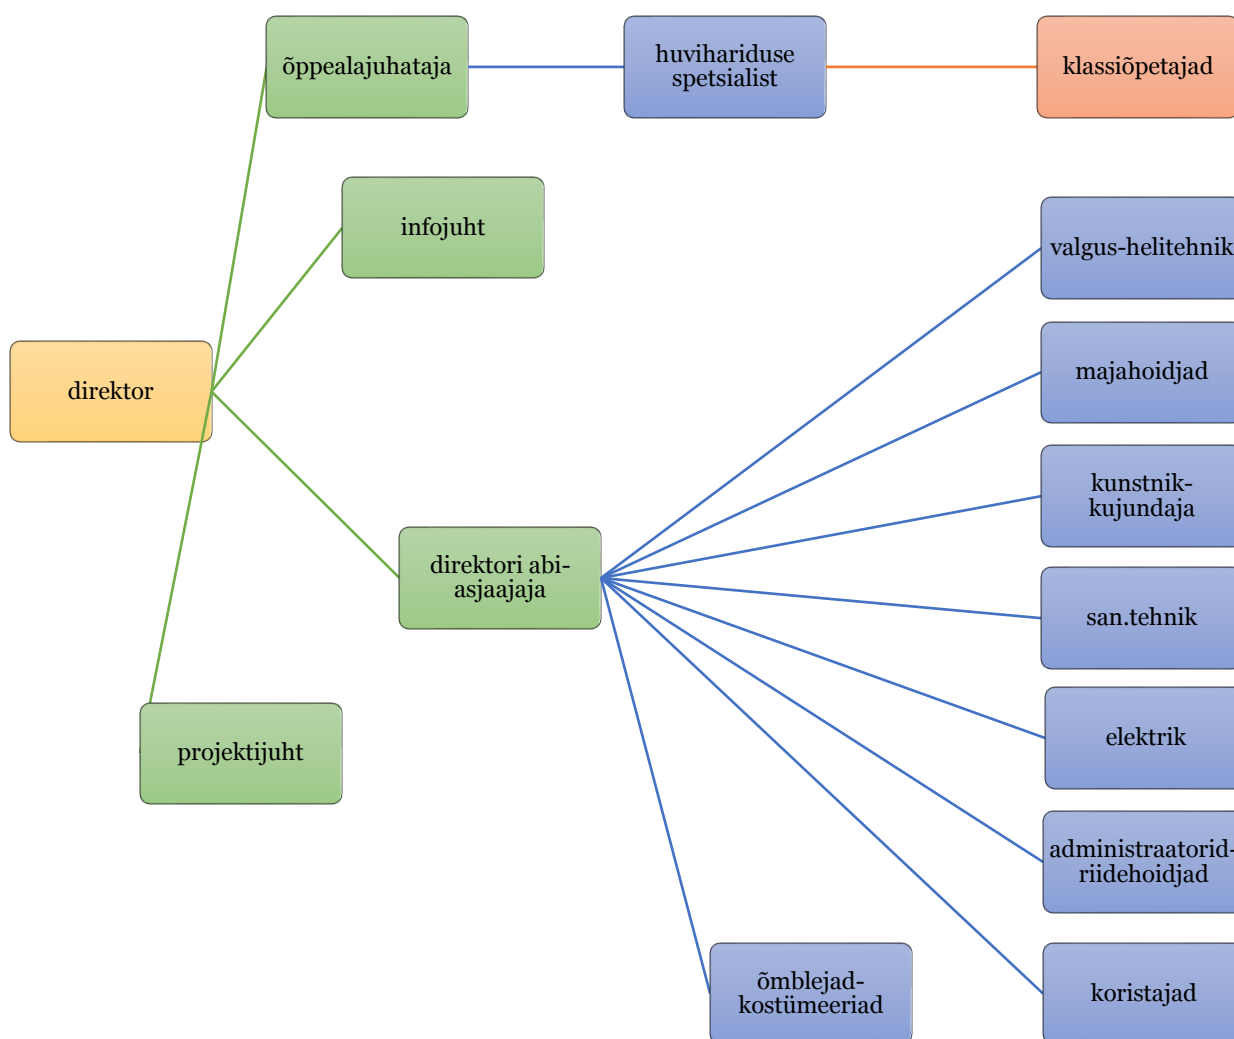 õppealajuhataja
huvihariduse
spetsialist
klassiõpetajad
infojuht
valgus-helitehnik
direktor
majahoidjad
kunstnik-
kujundaja
direktori abi-
asjaajaja
san.tehnik
projektijuht
elektrik
administraatorid-
riidehoidjad
õmblejad-
kostümeeriad
koristajad